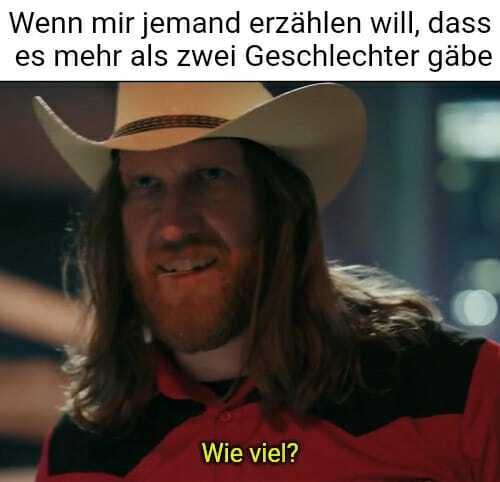 Wenn mir jemand erzählen will, dass
es mehr als zwei Geschlechter gäbe
Wie viel?